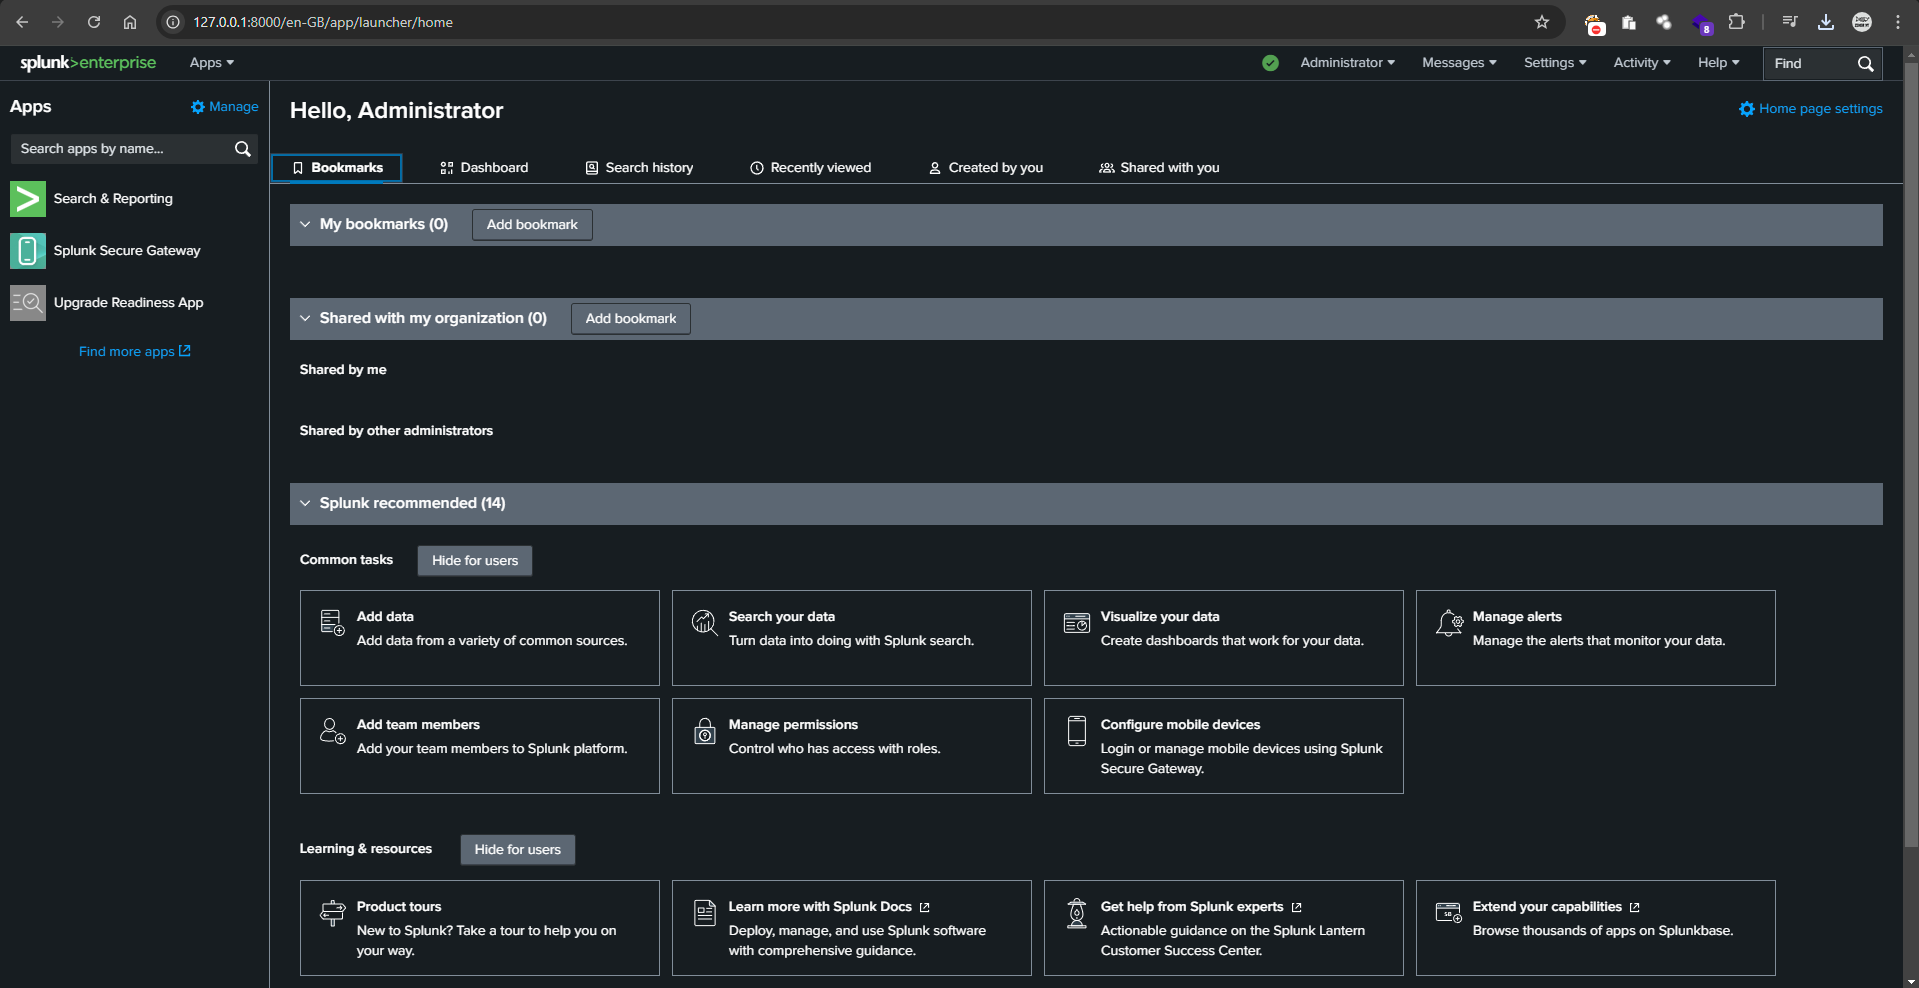 127.0.0.1:8000/en-GB/app/launcher/home
8
splunk>enterprise Apps Administrator Messages Settings Activity Help Find
Apps Manage
Search apps by name...
Search & Reporting
Splunk Secure Gateway
Upgrade Readiness App
Find more apps
Hello, Administrator Home page settings
Bookmarks Dashboard Search history Recently viewed Created by you Shared with you
My bookmarks (0) Add bookmark
Shared with my organization (0) Add bookmark
Shared by me
Shared by other administrators
Splunk recommended (14)
Common tasks Hide for users
Add data
Add data from a variety of common sources.
Search your data
Turn data into doing with Splunk search.
Visualize your data
Create dashboards that work for your data.
Manage alerts
Manage the alerts that monitor your data.
Add team members
Add your team members to Splunk platform.
Manage permissions
Control who has access with roles.
Configure mobile devices
Login or manage mobile devices using Splunk
Secure Gateway.
Learning & resources Hide for users
Product tours
New to Splunk? Take a tour to help you on
your way.
Learn more with Splunk Docs
Deploy, manage, and use Splunk software
with comprehensive guidance.
Get help from Splunk experts
Actionable guidance on the Splunk Lantern
Customer Success Center.
Extend your capabilities
Browse thousands of apps on Splunkbase.